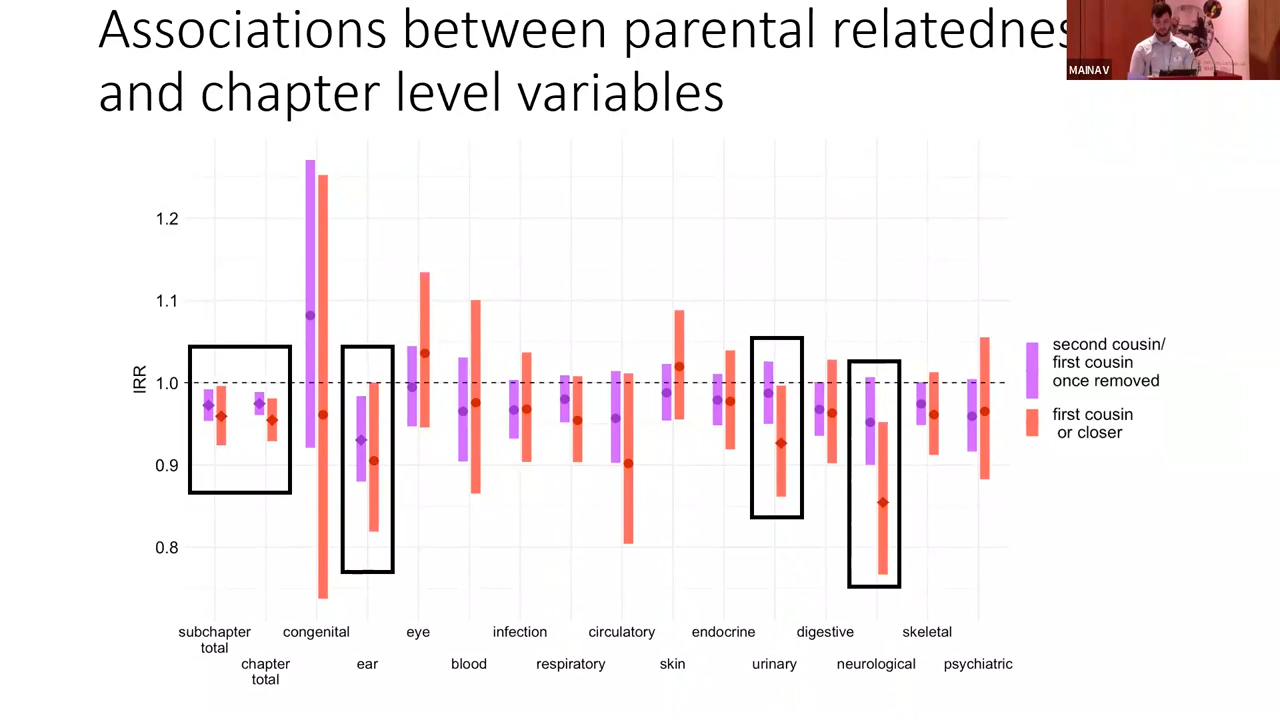 Associations between parental relatednes
and chapter level variables
MAINAV
1.2
1.1
1.0
0.9
0.8
IRR
second cousin/
first cousin
once removed
first cousin
or closer
subchapter
total
chapter
total
congenital
ear
eye
blood
infection
respiratory
circulatory
skin
endocrine
urinary
digestive
neurological
skeletal
psychiatric